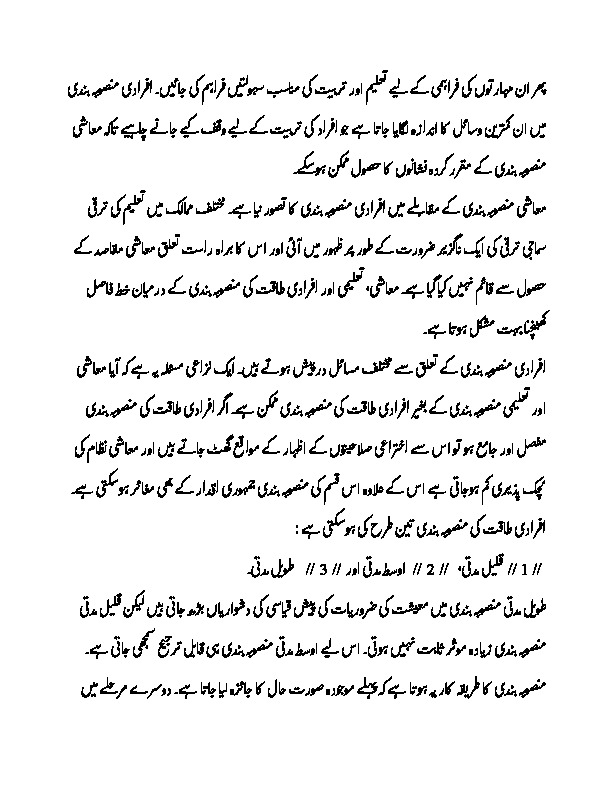 پھر ان مہارتوں کی فراہمی کے لیے تعلیم اور تربیت کی مناسب سہولتیں فراہم کی جائیں۔ افرادی منصوبہ بندی
میں ان کمترین وسائل کا اندازہ لگایا جاتا ہے جو افراد کی تربیت کے لیے وقف کیے جانے چاہیے تاکہ معاشی
منصوبہ بندی کے مقرر کردہ نشانوں کا حصول ممکن ہوسکے۔
معاشی منصوبہ بندی کے مقابلے میں افرادی منصوبہ بندی کا تصور نیا ہے۔ مختلف ممالک میں تعلیم کی ترقی
سماجی ترقی کی ایک ناگزیر ضرورت کے طور پر ظہور میں آئی اور اس کا براہ راست تعلق معاشی مقاصد کے
حصول سے قائم نہیں کیا گیا ہے۔ معاشی، تعلیمی اور افرادی طاقت کی منصوبہ بندی کے درمیان خط فاصل
کھینچنا بہت مشکل ہوتا ہے۔
افرادی منصوبہ بندی کے تعلق سے مختلف مسائل درپیش ہوتے ہیں۔ ایک نزاعی مسئلہ یہ ہے کہ آیا معاشی
اور تعلیمی منصوبہ بندی کے بغیر افرادی طاقت کی منصوبہ بندی ممکن ہے۔ اگر افرادی طاقت کی منصوبہ بندی
مفصل اور جامع ہو تو اس سے اختراعی صلاحیتوں کے اظہار کے مواقع گھٹ جاتے ہیں اور معاشی نظام کی
لچک پذیری کم ہوجاتی ہے اس کے علاوہ اس قسم کی منصوبہ بندی جمہوری اقدار کے بھی مغائر ہوسکتی ہے۔
افرادی طاقت کی منصوبہ بندی تین طرح کی ہوسکتی ہے :
// 1 // قلیل مدتی، // 2 // اوسط مدتی اور // 3 // طویل مدتی۔
طویل مدتی منصوبہ بندی میں معیشت کی ضروریات کی پیش قیاسی کی دشواریاں بڑھ جاتی ہیں لیکن قلیل مدتی
منصوبہ بندی زیادہ موثر ثابت نہیں ہوتی۔ اس لیے اوسط مدتی منصوبہ بندی ہی قابل ترجیح سمجھی جاتی ہے۔
منصوبہ بندی کا طریقہ کار یہ ہوتا ہے کہ پہلے موجودہ صورت حال کا جائزہ لیا جاتا ہے۔ دوسرے مرحلے میں